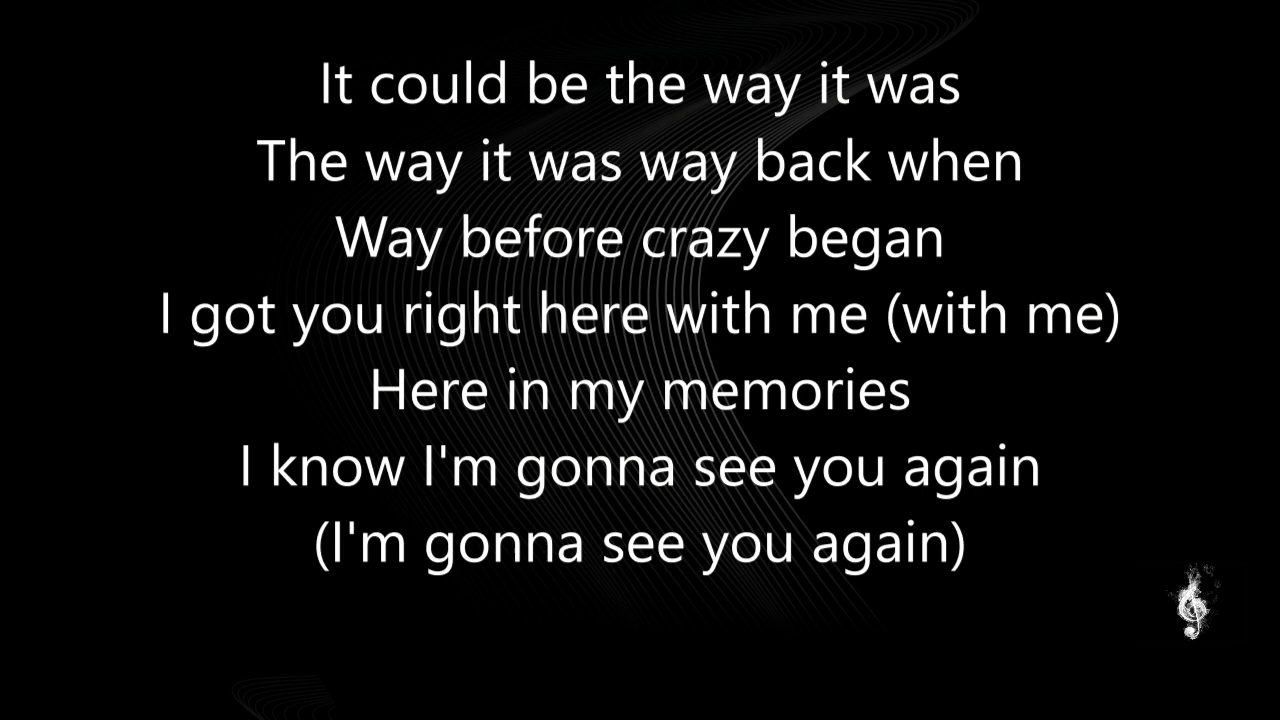 It could be the way it was
The way it was way back when
Way before crazy began
I got you right here with me (with me)
Here in my memories
I know I'm gonna see you again
(I'm gonna see you again)